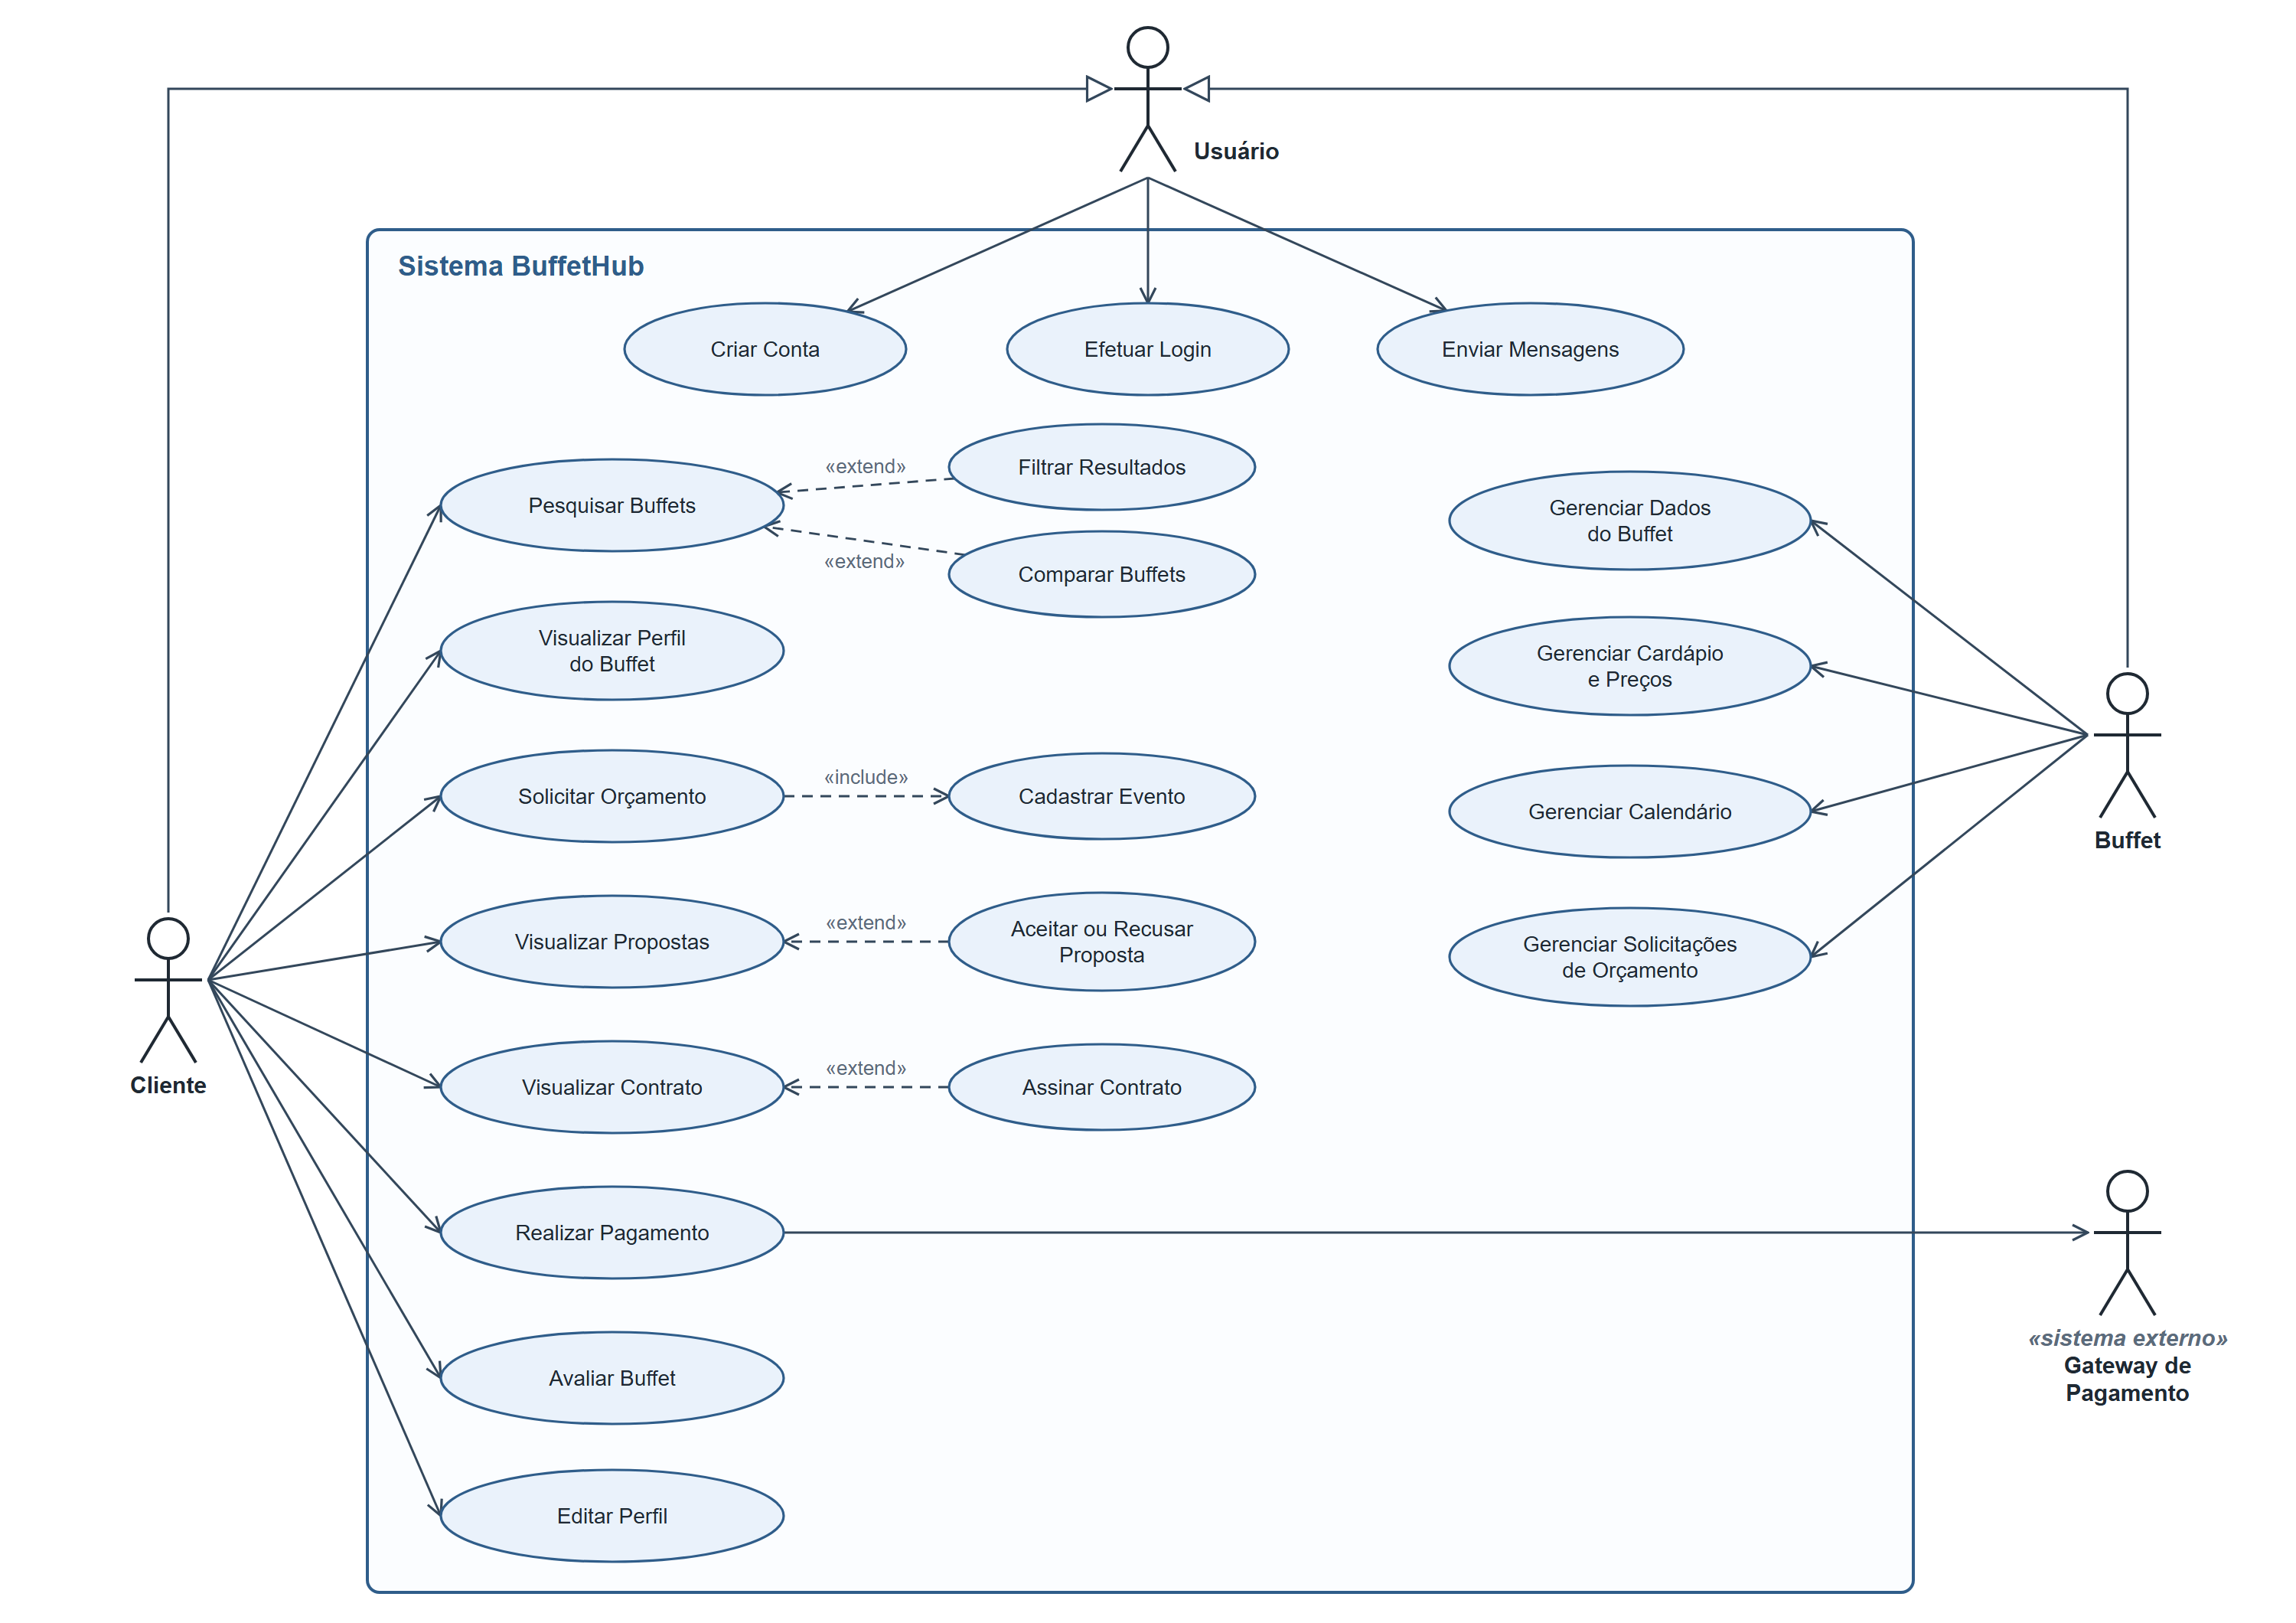 Usuário
Sistema BuffetHub
Criar Conta
Efetuar Login
Enviar Mensagens
Pesquisar Buffets
«extend»
Filtrar Resultados
«extend»
Comparar Buffets
Gerenciar Dados
do Buffet
Visualizar Perfil
do Buffet
Gerenciar Cardápio
e Preços
Solicitar Orçamento
«include»
Cadastrar Evento
Gerenciar Calendário
Buffet
Visualizar Propostas
«extend»
Aceitar ou Recusar
Proposta
Gerenciar Solicitações
de Orçamento
Cliente
Visualizar Contrato
«extend»
Assinar Contrato
Realizar Pagamento
«sistema externo»
Gateway de
Pagamento
Avaliar Buffet
Editar Perfil